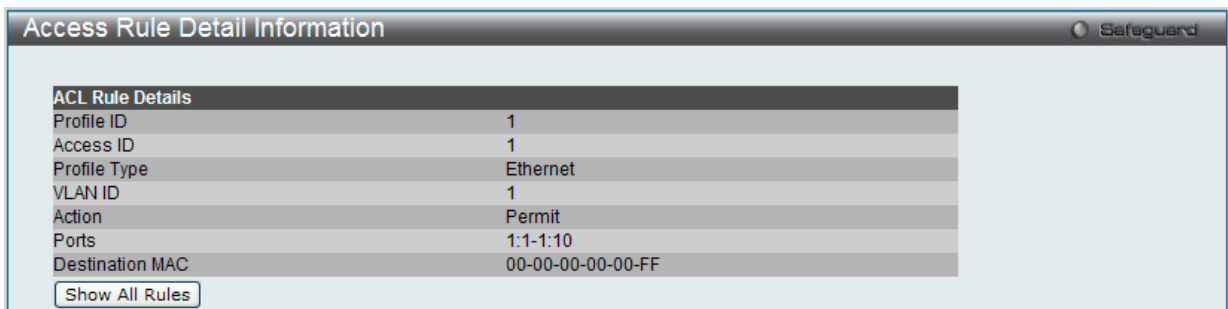 Access Rule Detail Information
Safeguard
ACL Rule Details
Profile ID 1
Access ID 1
Profile Type Ethernet
VLAN ID 1
Action Permit
Ports 1:1-1:10
Destination MAC 00-00-00-00-00-FF
Show All Rules